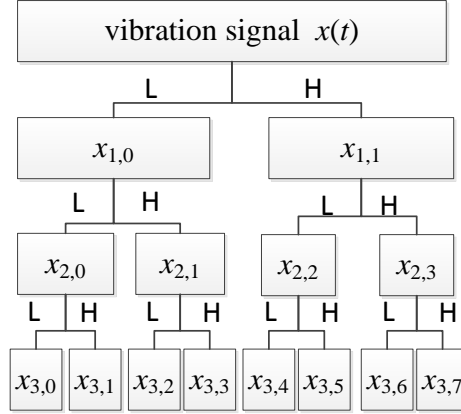 vibration signal x(t)
L H
x1,0 x1,1
L H L H
x2,0 x2,1 x2,2 x2,3
L H L H L H L H
x3,0 x3,1 x3,2 x3,3 x3,4 x3,5 x3,6 x3,7